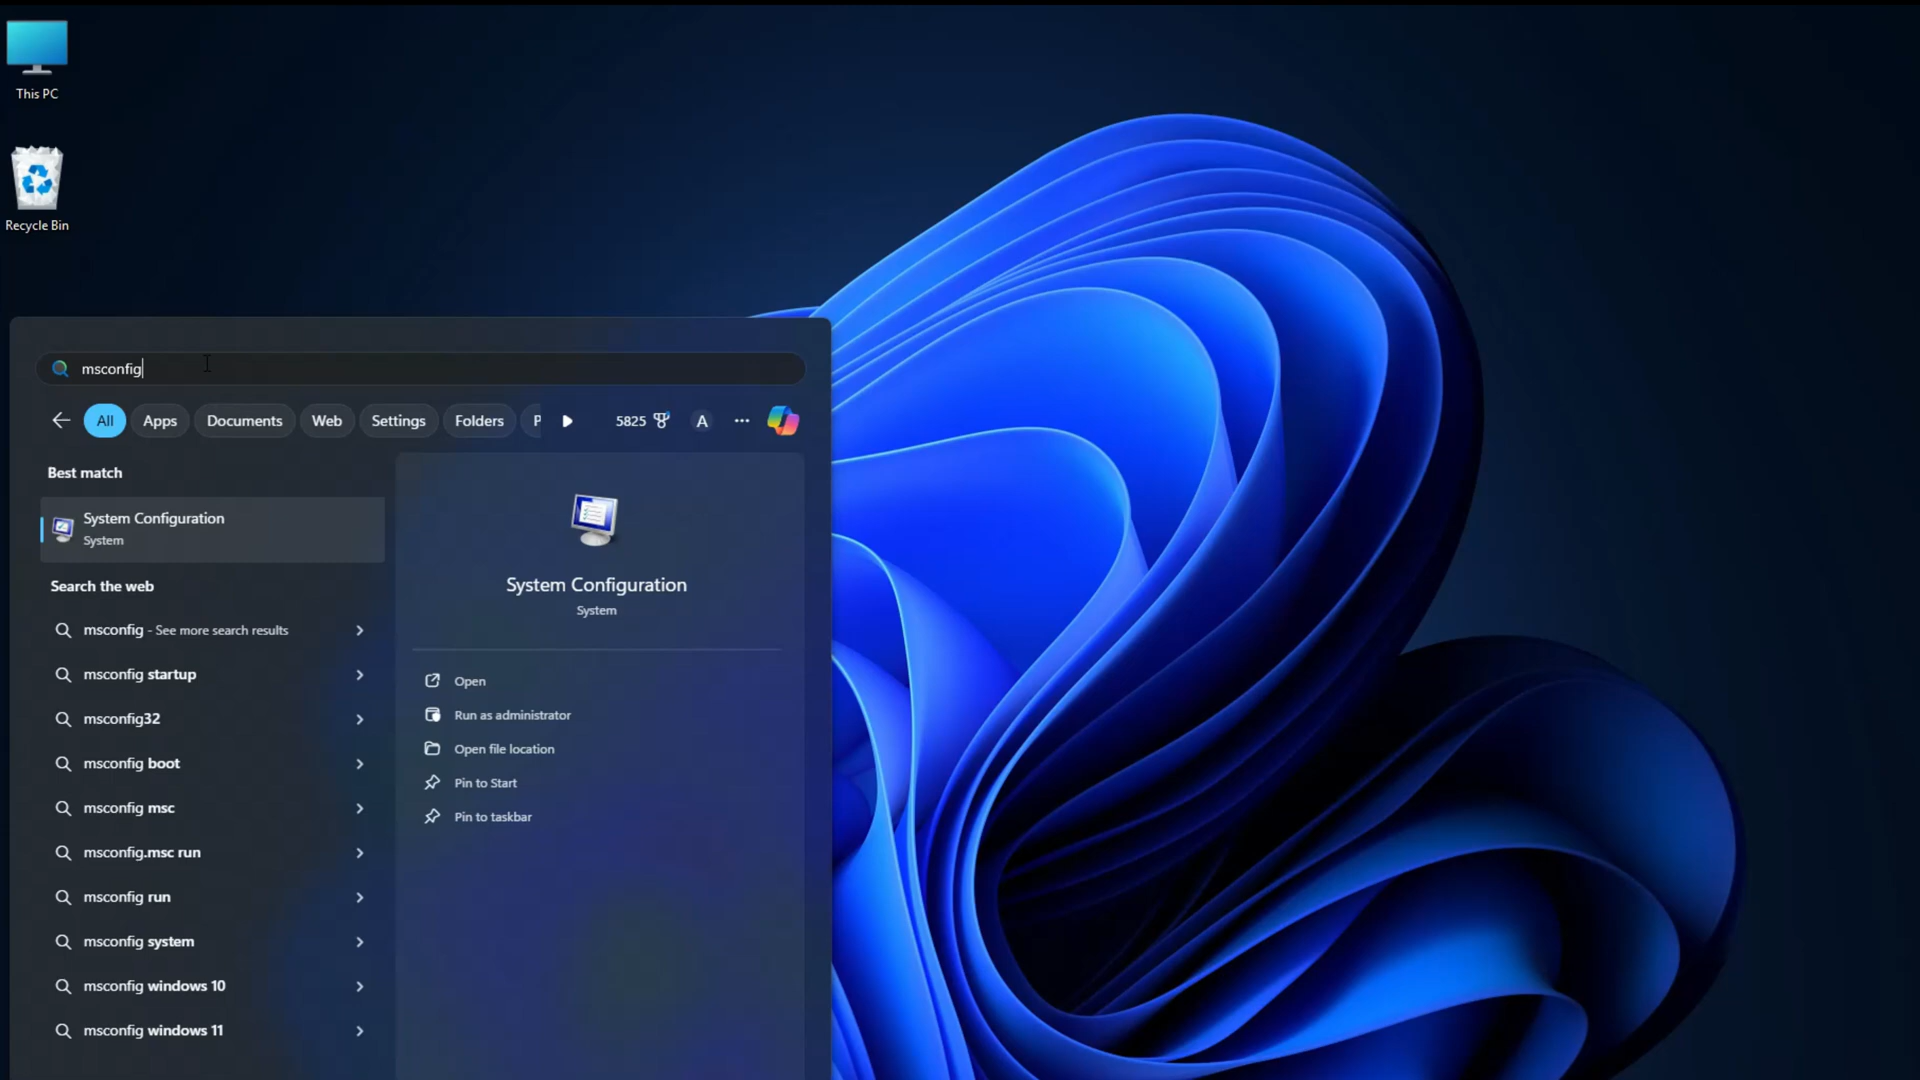 This PC
Recycle Bin
msconfig
All Apps Documents Web Settings Folders P 5825 A ...
Best match
System Configuration
System
Search the web
msconfig - See more search results
msconfig startup
msconfig32
msconfig boot
msconfig msc
msconfig.msc run
msconfig run
msconfig system
msconfig windows 10
msconfig windows 11
System Configuration
System
Open
Run as administrator
Open file location
Pin to Start
Pin to taskbar